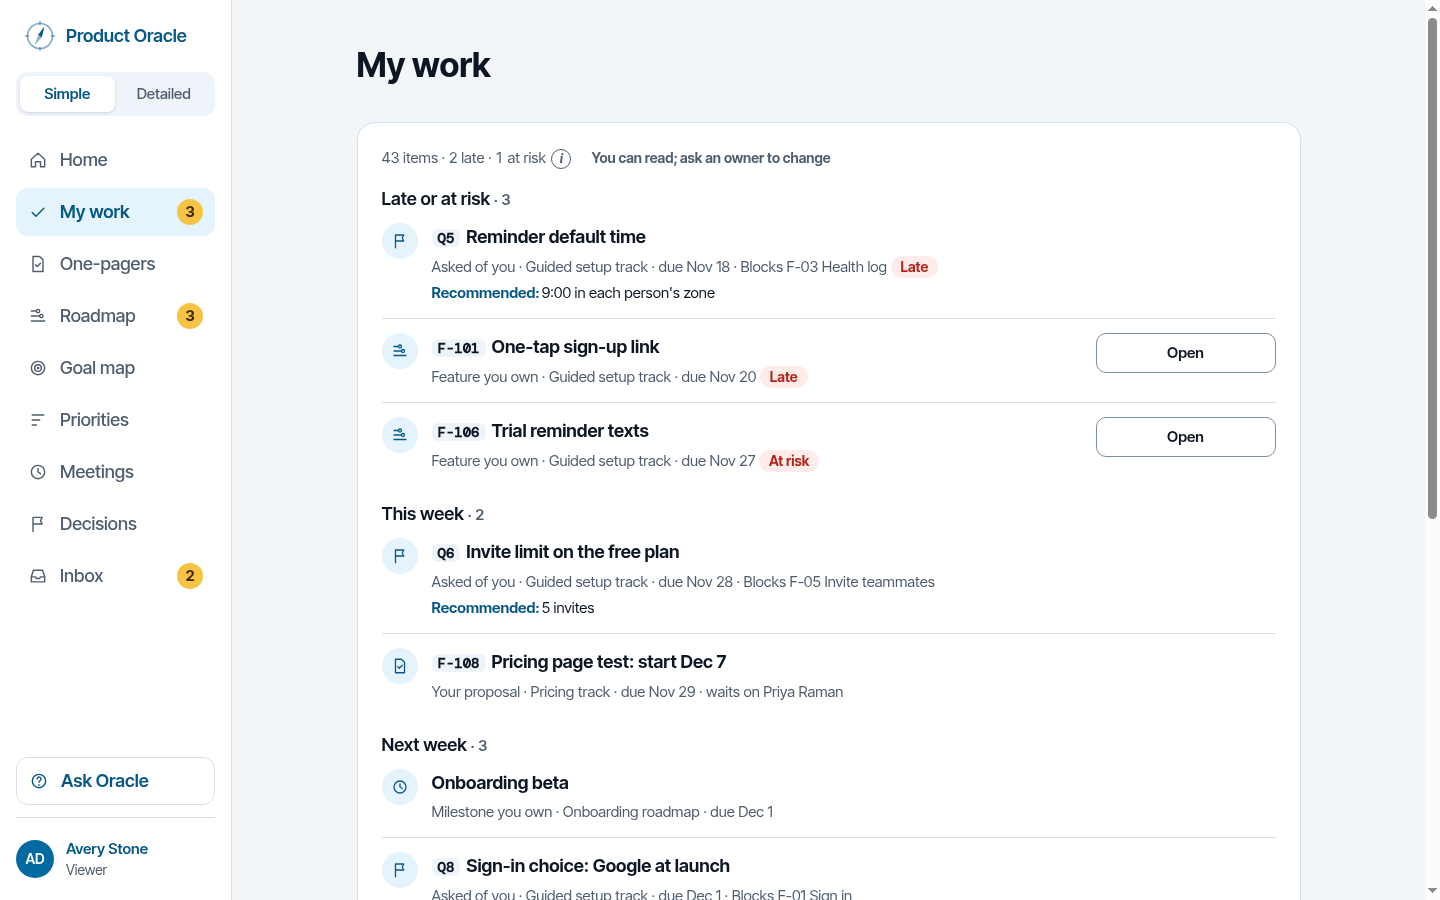 Product Oracle
Simple
Detailed
Home
My work
3
One-pagers
Roadmap
3
Goal map
Priorities
Meetings
Decisions
Inbox
2
Ask Oracle
AD
Avery Stone
Viewer
My work
43 items · 2 late · 1 at risk i You can read; ask an owner to change
Late or at risk · 3
Q5 Reminder default time
Asked of you · Guided setup track · due Nov 18 · Blocks F-03 Health log Late
Recommended: 9:00 in each person's zone
F-101 One-tap sign-up link
Open
Feature you own · Guided setup track · due Nov 20 Late
F-106 Trial reminder texts
Open
Feature you own · Guided setup track · due Nov 27 At risk
This week · 2
Q6 Invite limit on the free plan
Asked of you · Guided setup track · due Nov 28 · Blocks F-05 Invite teammates
Recommended: 5 invites
F-108 Pricing page test: start Dec 7
Your proposal · Pricing track · due Nov 29 · waits on Priya Raman
Next week · 3
Onboarding beta
Milestone you own · Onboarding roadmap · due Dec 1
Q8 Sign-in choice: Google at launch
Asked of you · Guided setup track · due Dec 1 · Blocks F-01 Sign in